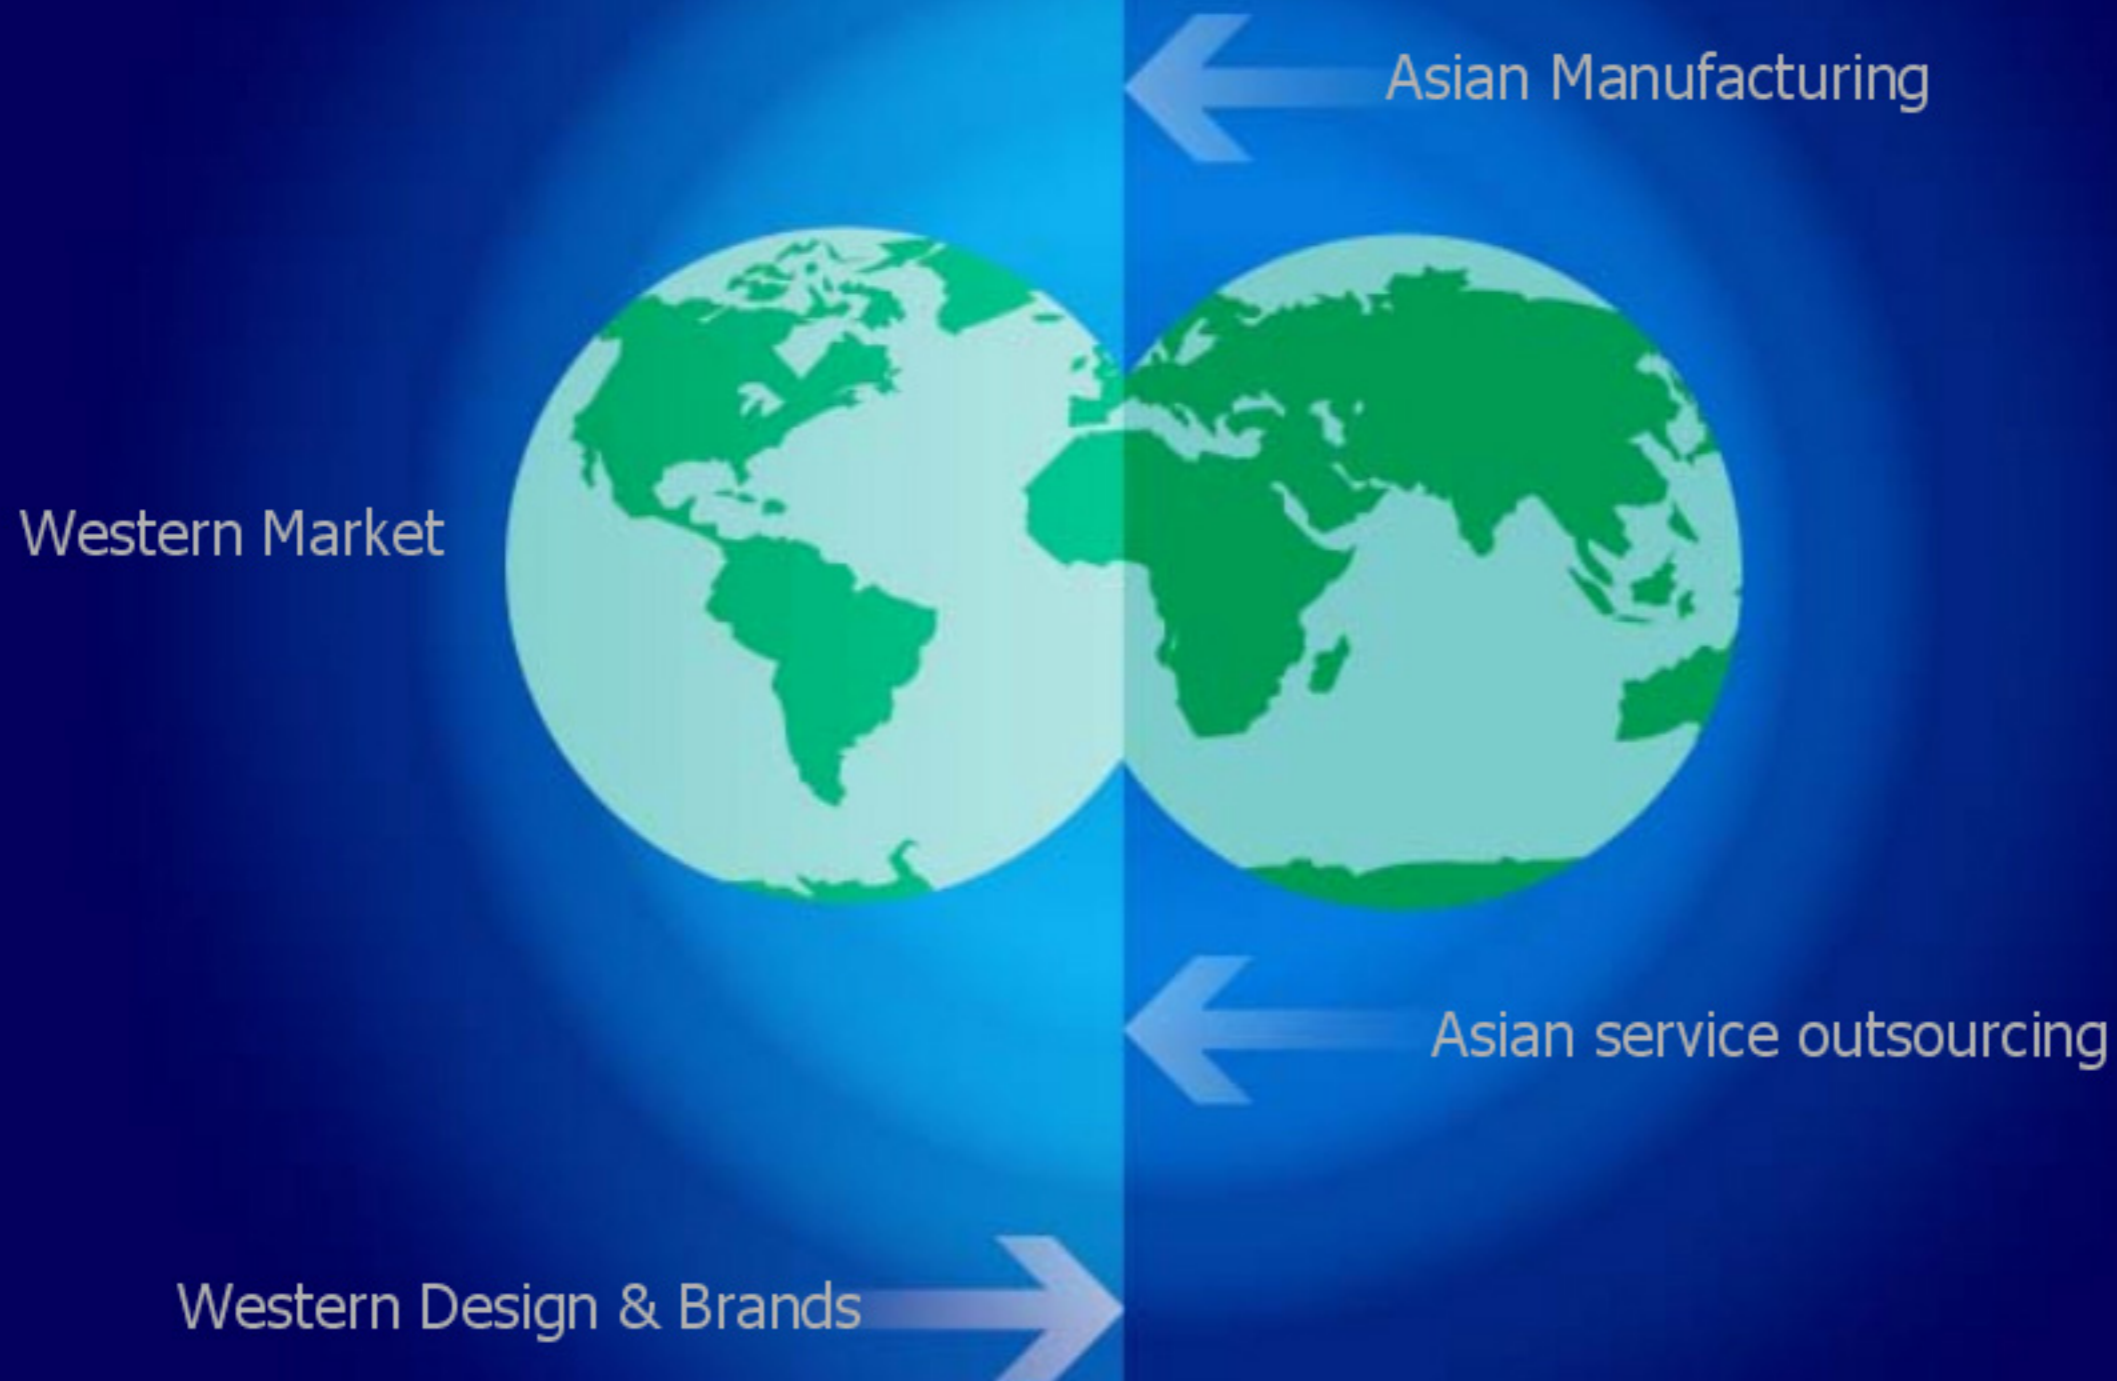 Asian Manufacturing
Western Market
Asian service outsourcing
Western Design & Brands